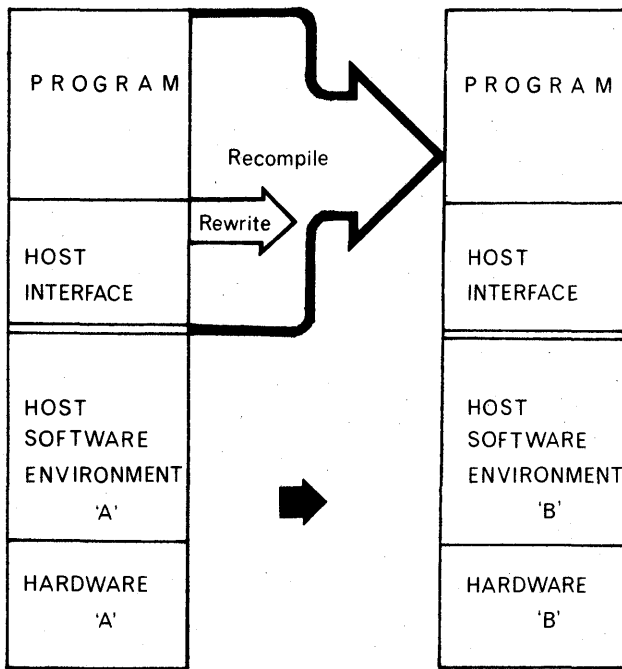 PROGRAM
HOST
INTERFACE
HOST
SOFTWARE
ENVIRONMENT
'A'
HARDWARE
'A'
Recompile
Rewrite
PROGRAM
HOST
INTERFACE
HOST
SOFTWARE
ENVIRONMENT
'B'
HARDWARE
'B'